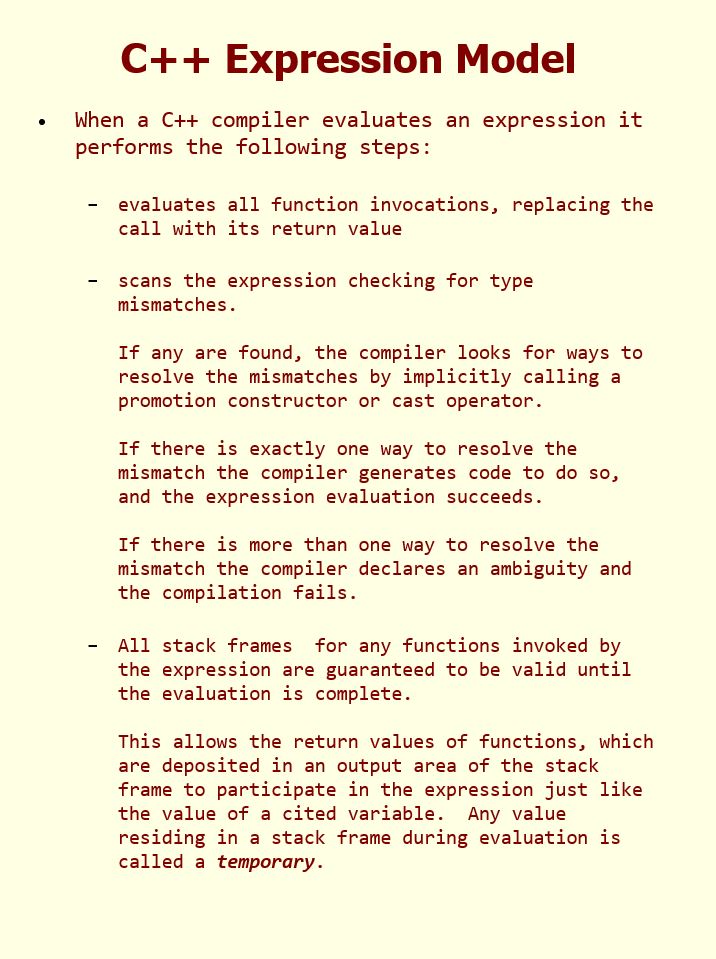 C++ Expression Model
• When a C++ compiler evaluates an expression it
performs the following steps:
– evaluates all function invocations, replacing the
call with its return value
– scans the expression checking for type
mismatches.
If any are found, the compiler looks for ways to
resolve the mismatches by implicitly calling a
promotion constructor or cast operator.
If there is exactly one way to resolve the
mismatch the compiler generates code to do so,
and the expression evaluation succeeds.
If there is more than one way to resolve the
mismatch the compiler declares an ambiguity and
the compilation fails.
– All stack frames  for any functions invoked by
the expression are guaranteed to be valid until
the evaluation is complete.
This allows the return values of functions, which
are deposited in an output area of the stack
frame to participate in the expression just like
the value of a cited variable.  Any value
residing in a stack frame during evaluation is
called a temporary.